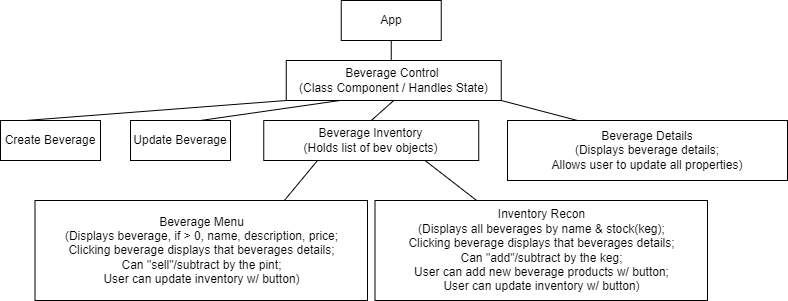 App
Beverage Control
(Class Component / Handles State)
Create Beverage
Update Beverage
Beverage Inventory
(Holds list of bev objects)
Beverage Details
(Displays beverage details;
Allows user to update all properties)
Beverage Menu
(Displays beverage, if > 0, name, description, price;
Clicking beverage displays that beverages details;
Can "sell"/subtract by the pint;
User can update inventory w/ button)
Inventory Recon
(Displays all beverages by name & stock(keg);
Clicking beverage displays that beverages details;
Can "add"/subtract by the keg;
User can add new beverage products w/ button;
User can update inventory w/ button)